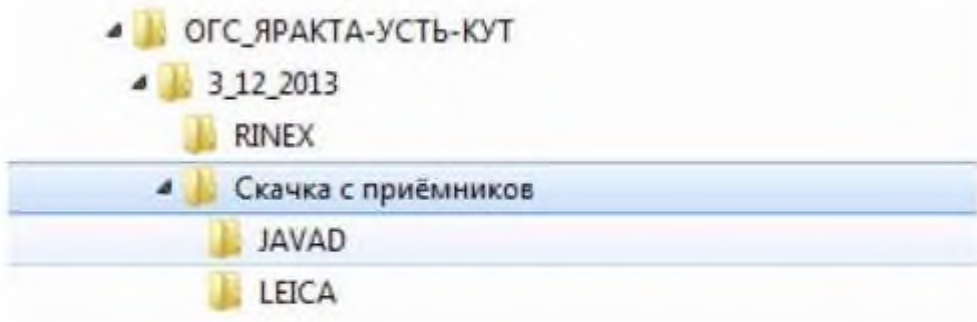 ОГС_ЯРАКТА-УСТЬ-КУТ
3_12_2013
RINEX
Скачка с приёмников
JAVAD
LEICA